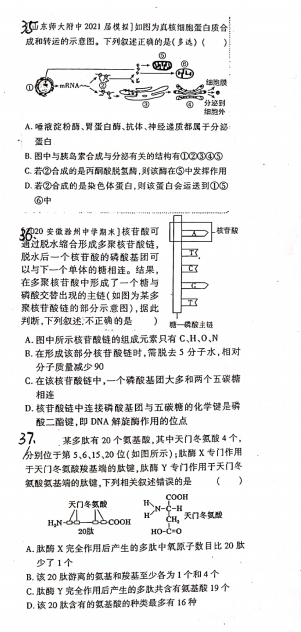 35. [山东师大附中2021届模拟]如图为真核细胞蛋白质合
成和转运的示意图。下列叙述正确的是(多选)(　　)
① mRNA ② ③ ④ ⑤ ⑥
细胞膜
分泌到
细胞外
A. 唾液淀粉酶、胃蛋白酶、抗体、神经递质都属于分泌
蛋白
B. 图中与胰岛素合成与分泌有关的结构有①②③④⑤
C. 若②合成的是丙酮酸脱氢酶,则该酶在⑤中发挥作用
D. 若②合成的是染色体蛋白,则该蛋白会运送到①⑤
⑥中
36. 2020安徽滁州中学期末]核苷酸可
通过脱水缩合形成多聚核苷酸链,
脱水后一个核苷酸的磷酸基团可
以与下一个单体的糖相连。结果,
在多聚核苷酸中形成了一个糖与
磷酸交替出现的主链(如图为某多
聚核苷酸链的部分示意图),据此
判断,下列叙述,不正确的是(　　)
A 核苷酸
T
C
G
T
糖—磷酸主链
A. 图中所示核苷酸链的组成元素只有C、H、O、N
B. 在形成该部分核苷酸链时,需脱去5分子水,相对
分子质量减少90
C. 在该核苷酸链中,一个磷酸基团大多和两个五碳糖
相连
D. 核苷酸链中连接磷酸基团与五碳糖的化学键是磷
酸二酯键,即DNA解旋酶作用的位点
37. 某多肽有20个氨基酸,其中天门冬氨酸4个,
分别位于第5、6、15、20位(如图所示);肽酶X专门作用
于天门冬氨酸羧基端的肽键,肽酶Y专门作用于天门冬
氨酸氨基端的肽键,下列相关叙述错误的是(　　)
天门冬氨酸
H₂N COOH
20肽
COOH
H
N—C—H
H
CH₂ 天门冬氨酸
HO—C=O
A. 肽酶X完全作用后产生的多肽中氧原子数目比20肽
少了1个
B. 该20肽游离的氨基和羧基至少各为1个和4个
C. 肽酶Y完全作用后产生的多肽共含有氨基酸19个
D. 该20肽含有的氨基酸的种类最多有16种